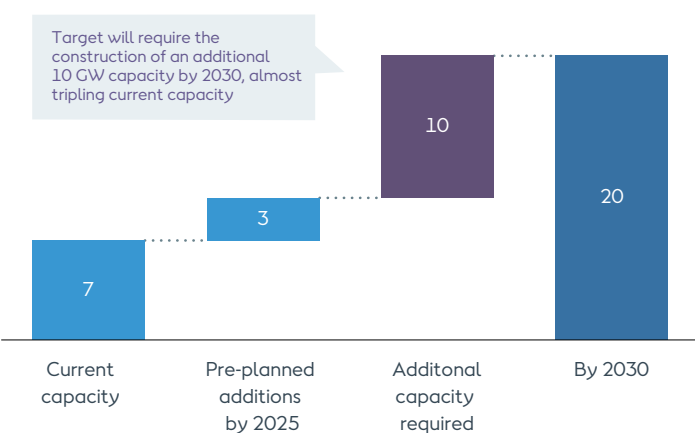 Target will require the
construction of an additional
10 GW capacity by 2030, almost
tripling current capacity
10
3
20
7
Current
capacity
Pre-planned
additions
by 2025
Additonal
capacity
required
By 2030